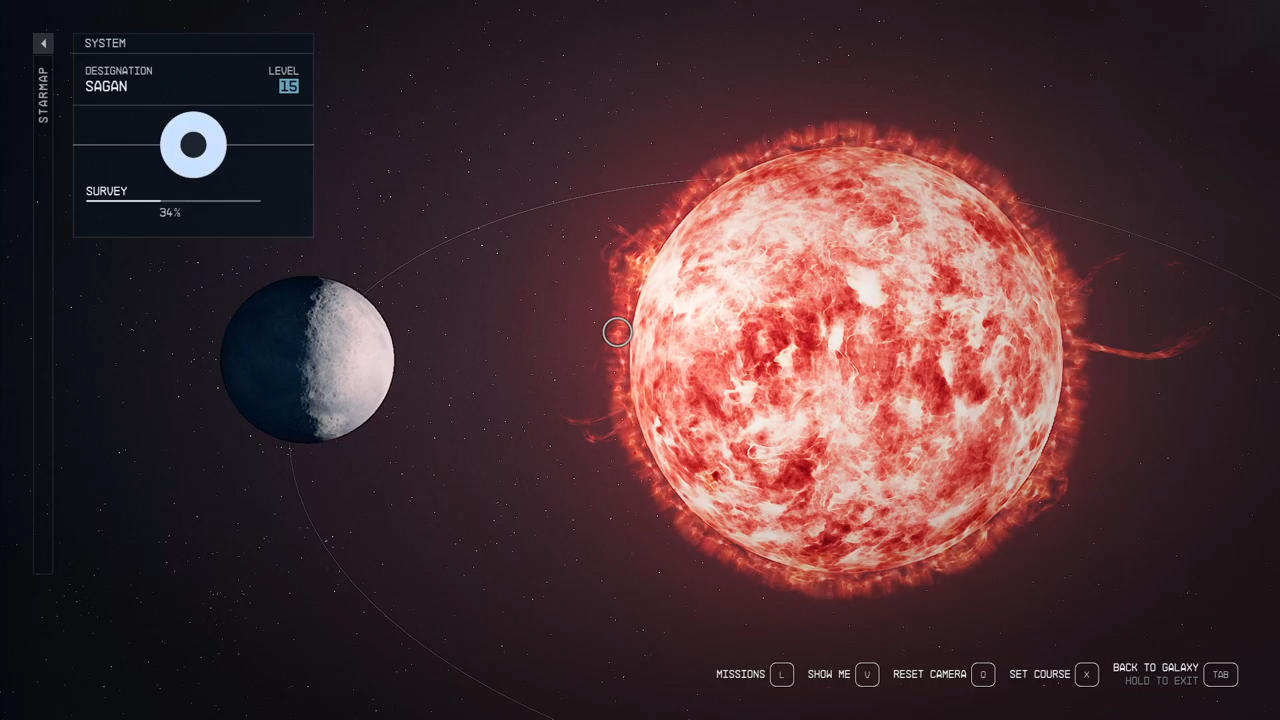 STARMAP
SYSTEM
DESIGNATION
SAGAN
LEVEL
15
SURVEY
34%
MISSIONS L
SHOW ME V
RESET CAMERA Q
SET COURSE X
BACK TO GALAXY
HOLD TO EXIT
TAB